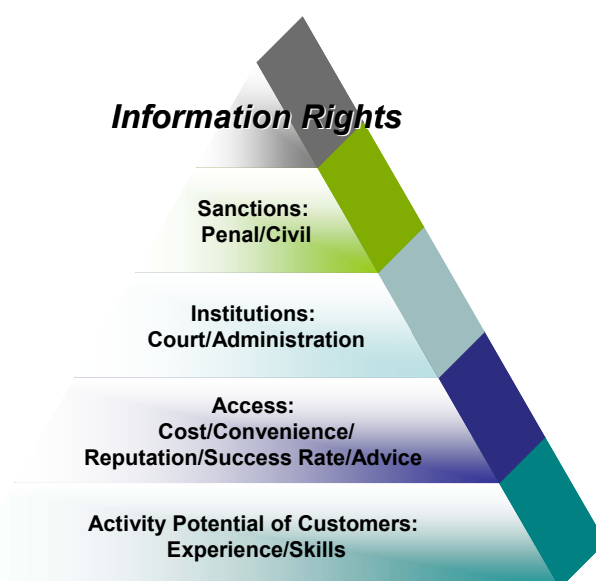 Information Rights
Sanctions:
Penal/Civil
Institutions:
Court/Administration
Access:
Cost/Convenience/
Reputation/Success Rate/Advice
Activity Potential of Customers:
Experience/Skills